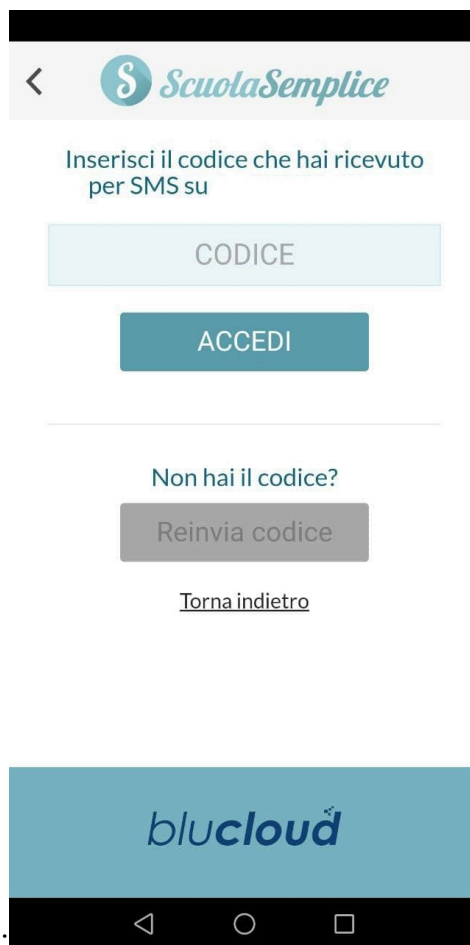 S ScuolaSemplice
Inserisci il codice che hai ricevuto
per SMS su
CODICE
ACCEDI
Non hai il codice?
Reinvia codice
Torna indietro
blucloud
.